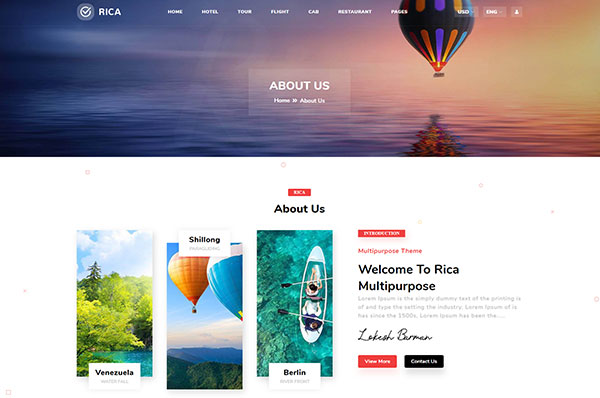 RICA
HOME HOTEL TOUR FLIGHT CAB RESTAURANT PAGES USD ENG
ABOUT US
Home » About Us
RICA
About Us
Shillong
PARAGLIDING
Venezuela
WATERFALL
Berlin
RIVER FRONT
INTRODUCTION
Multipurpose Theme
Welcome To Rica
Multipurpose
Lorem Ipsum is the simply dummy text of the printing
and type the setting the industry. Lorem Ipsum is of is
has since the 1500s. Lorem Ipsum has been the.....
Lokesh Burman
View More Contact Us